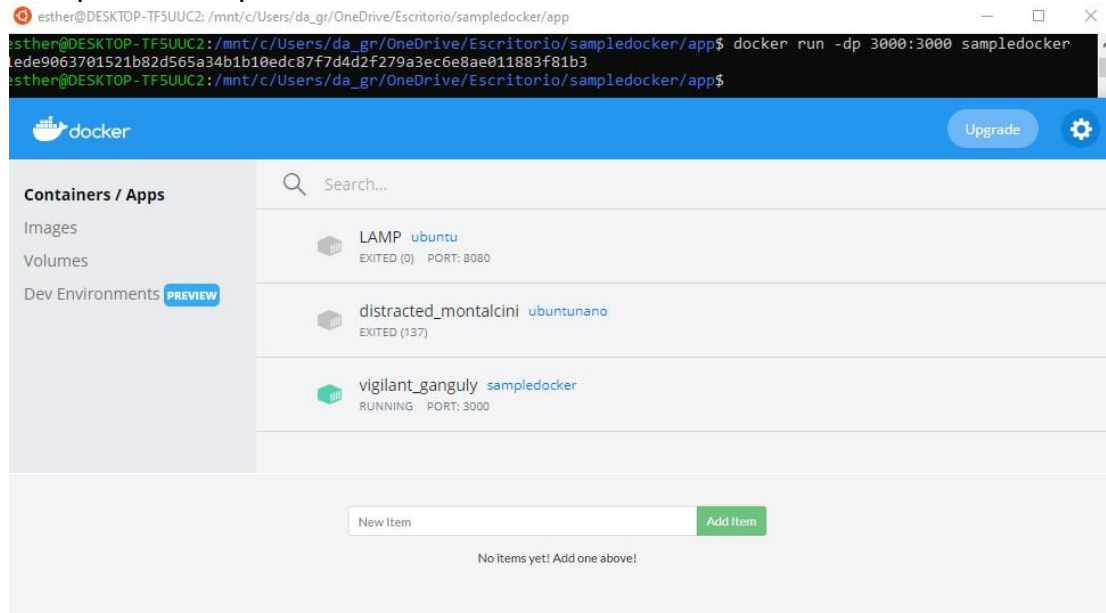 esther@DESKTOP-TF5UUC2: /mnt/c/Users/da_gr/OneDrive/Escritorio/sampledocker/app
esther@DESKTOP-TF5UUC2:/mnt/c/Users/da_gr/OneDrive/Escritorio/sampledocker/app$ docker run -dp 3000:3000 sampledocker
1ede9063701521b82d565a34b1b10edc87f7d4d2f279a3ec6e8ae011883f81b3
esther@DESKTOP-TF5UUC2:/mnt/c/Users/da_gr/OneDrive/Escritorio/sampledocker/app$
docker
Upgrade
Containers / Apps
Images
Volumes
Dev Environments PREVIEW
Search...
LAMP ubuntu
EXITED (0) PORT: 8080
distracted_montalcini ubuntunano
EXITED (137)
vigilant_ganguly sampledocker
RUNNING PORT: 3000
New Item
Add Item
No items yet! Add one above!